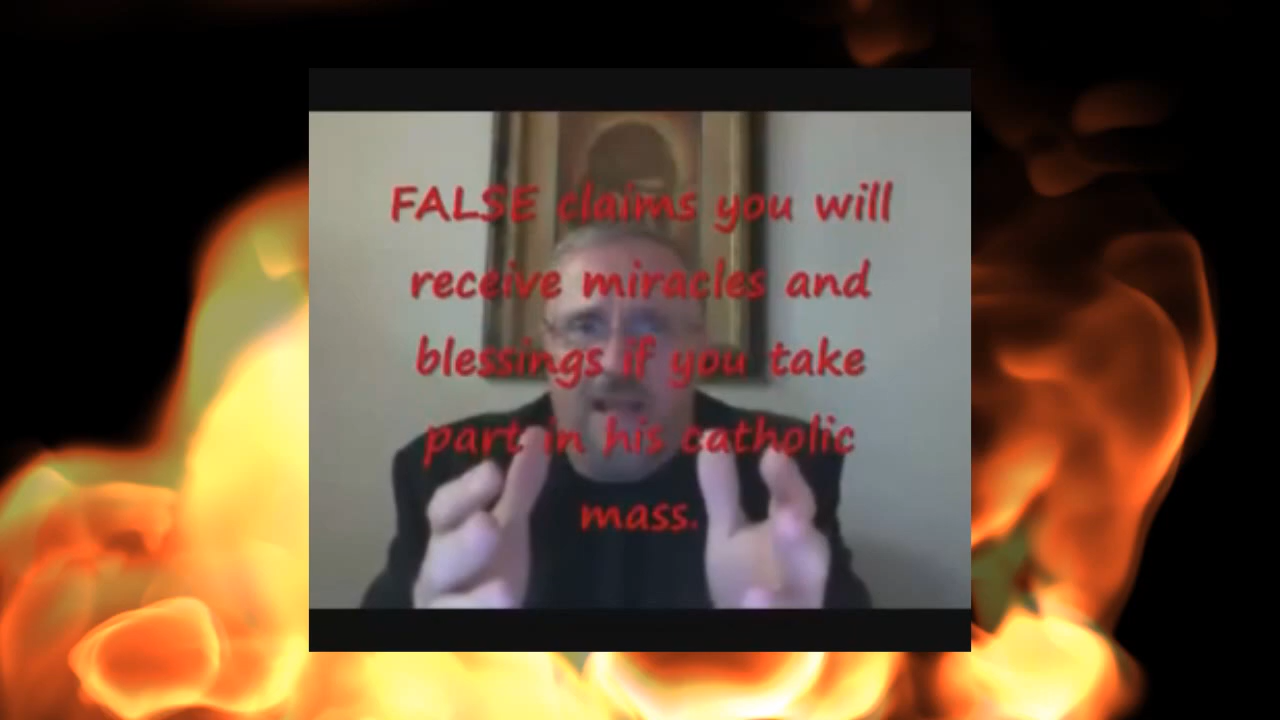 FALSE claims you will
receive miracles and
blessings if you take
part in his catholic
mass.